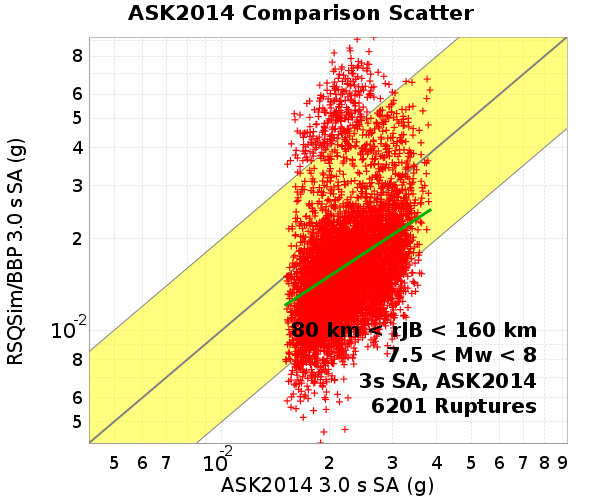 ASK2014 Comparison Scatter
RSQSim/BBP 3.0 s SA (g)
8
6
5
4
3
2
10-2
8
6
5
80 km < rJB < 160 km
7.5 < Mw < 8
3s SA, ASK2014
6201 Ruptures
5 6 7 10-2 2 3 4 5 6 7 8 9
ASK2014 3.0 s SA (g)